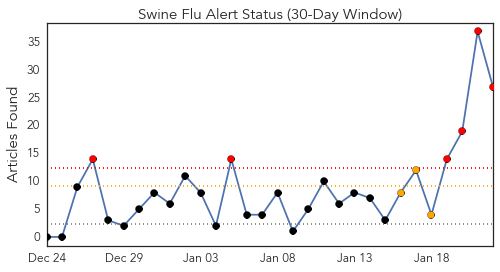 Swine Flu Alert Status (30-Day Window)
Articles Found
35
30
25
20
15
10
5
0
Dec 24 Dec 29 Jan 03 Jan 08 Jan 13 Jan 18